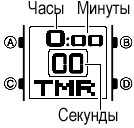 Часы Минуты
A 0:00 B
00
C TMR D
Секунды